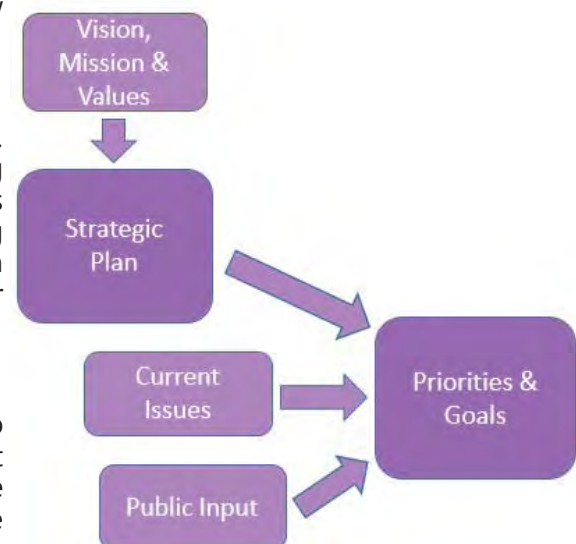 Vision,
Mission &
Values
Strategic
Plan
Current
Issues
Public Input
Priorities &
Goals